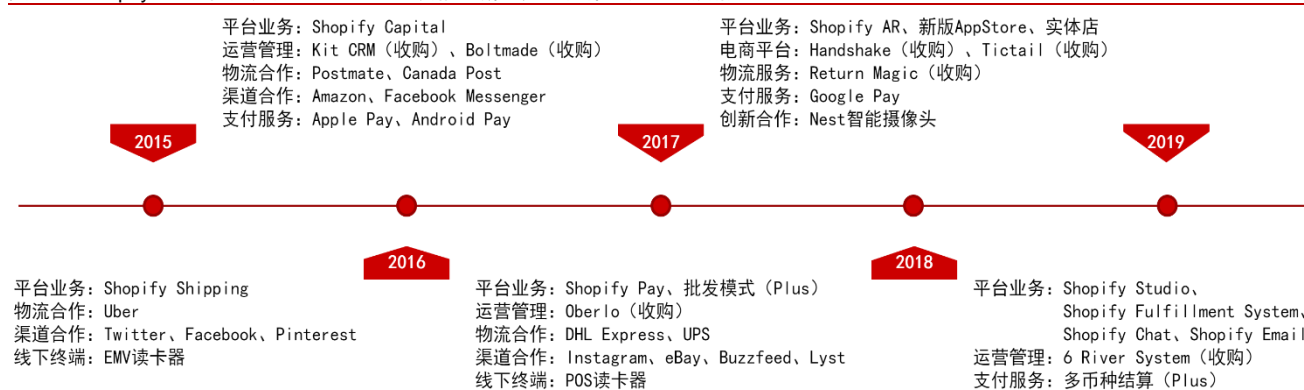 平台业务：Shopify Capital
运营管理：Kit CRM（收购）、Boltmade（收购）
物流合作：Postmate、Canada Post
渠道合作：Amazon、Facebook Messenger
支付服务：Apple Pay、Android Pay
平台业务：Shopify AR、新版AppStore、实体店
电商平台：Handshake（收购）、Tictail（收购）
物流服务：Return Magic（收购）
支付服务：Google Pay
创新合作：Nest智能摄像头
2015
2017
2019
2016
2018
平台业务：Shopify Shipping
物流合作：Uber
渠道合作：Twitter、Facebook、Pinterest
线下终端：EMV读卡器
平台业务：Shopify Pay、批发模式（Plus）
运营管理：Oberlo（收购）
物流合作：DHL Express、UPS
渠道合作：Instagram、eBay、Buzzfeed、Lyst
线下终端：POS读卡器
平台业务：Shopify Studio、
Shopify Fulfillment System、
Shopify Chat、Shopify Email
运营管理：6 River System（收购）
支付服务：多币种结算（Plus）